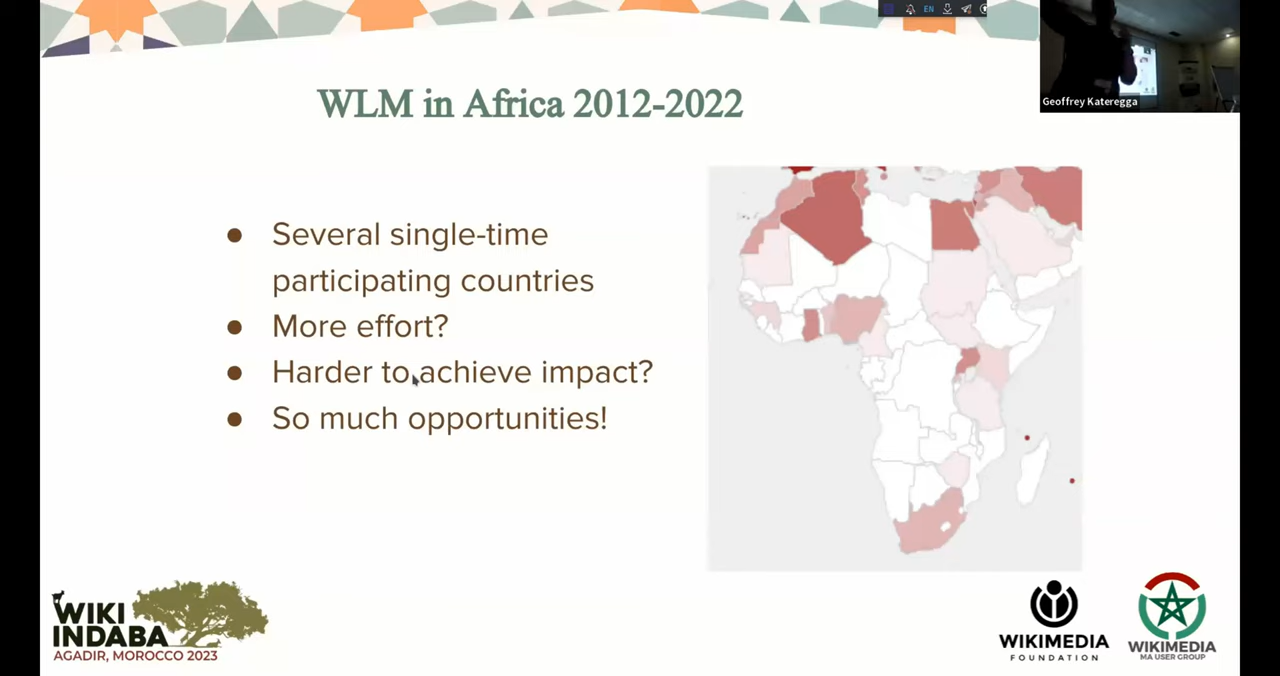 EN
Geoffrey Kateregga
WLM in Africa 2012-2022
● Several single-time
participating countries
● More effort?
● Harder to achieve impact?
● So much opportunities!
WIKI
INDABA
AGADIR, MOROCCO 2023
WIKIMEDIA
FOUNDATION
WIKIMEDIA
MA USER GROUP